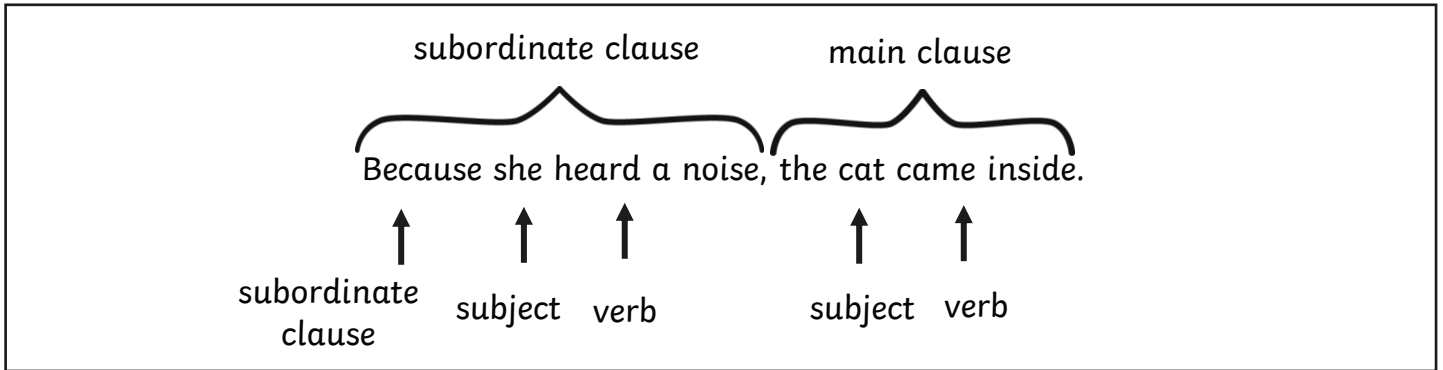 subordinate clause main clause
Because she heard a noise, the cat came inside.
subordinate
clause
subject verb subject verb